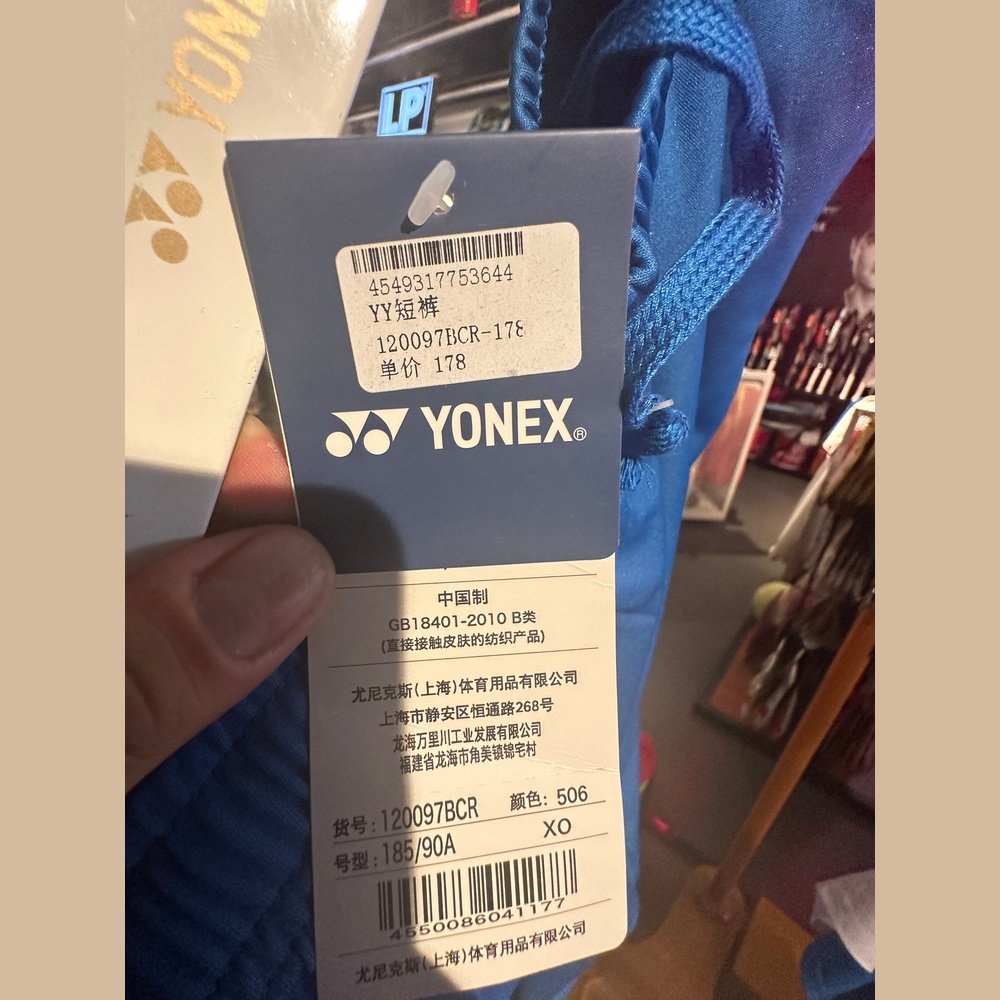 YONEX
LP
4549317753644
YY短裤
120097BCR-178
单价 178
YONEX®
中国制
GB18401-2010 B类
(直接接触皮肤的纺织产品)
尤尼克斯(上海)体育用品有限公司
上海市静安区恒通路268号
龙海万里川工业发展有限公司
福建省龙海市角美镇锦宅村
货号: 120097BCR 颜色: 506
号型: 185/90A XO
4550086041177
尤尼克斯(上海)体育用品有限公司